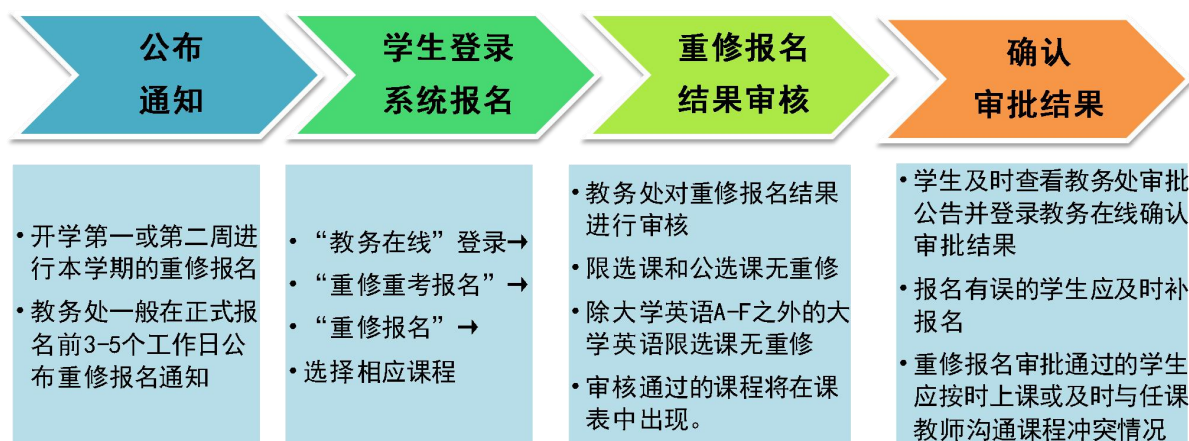 公布
通知
学生登录
系统报名
重修报名
结果审核
确认
审批结果
•开学第一或第二周进
行本学期的重修报名
•教务处一般在正式报
名前3-5个工作日公
布重修报名通知
• “教务在线”登录→
• “重修重考报名”→
• “重修报名”→
•选择相应课程
•教务处对重修报名结果
进行审核
•限选课和公选课无重修
•除大学英语A-F之外的大
学英语限选课无重修
•审核通过的课程将在课
表中出现。
•学生及时查看教务处审批
公告并登录教务在线确认
审批结果
•报名有误的学生应及时补
报名
•重修报名审批通过的学生
应按时上课或及时与任课
教师沟通课程冲突情况